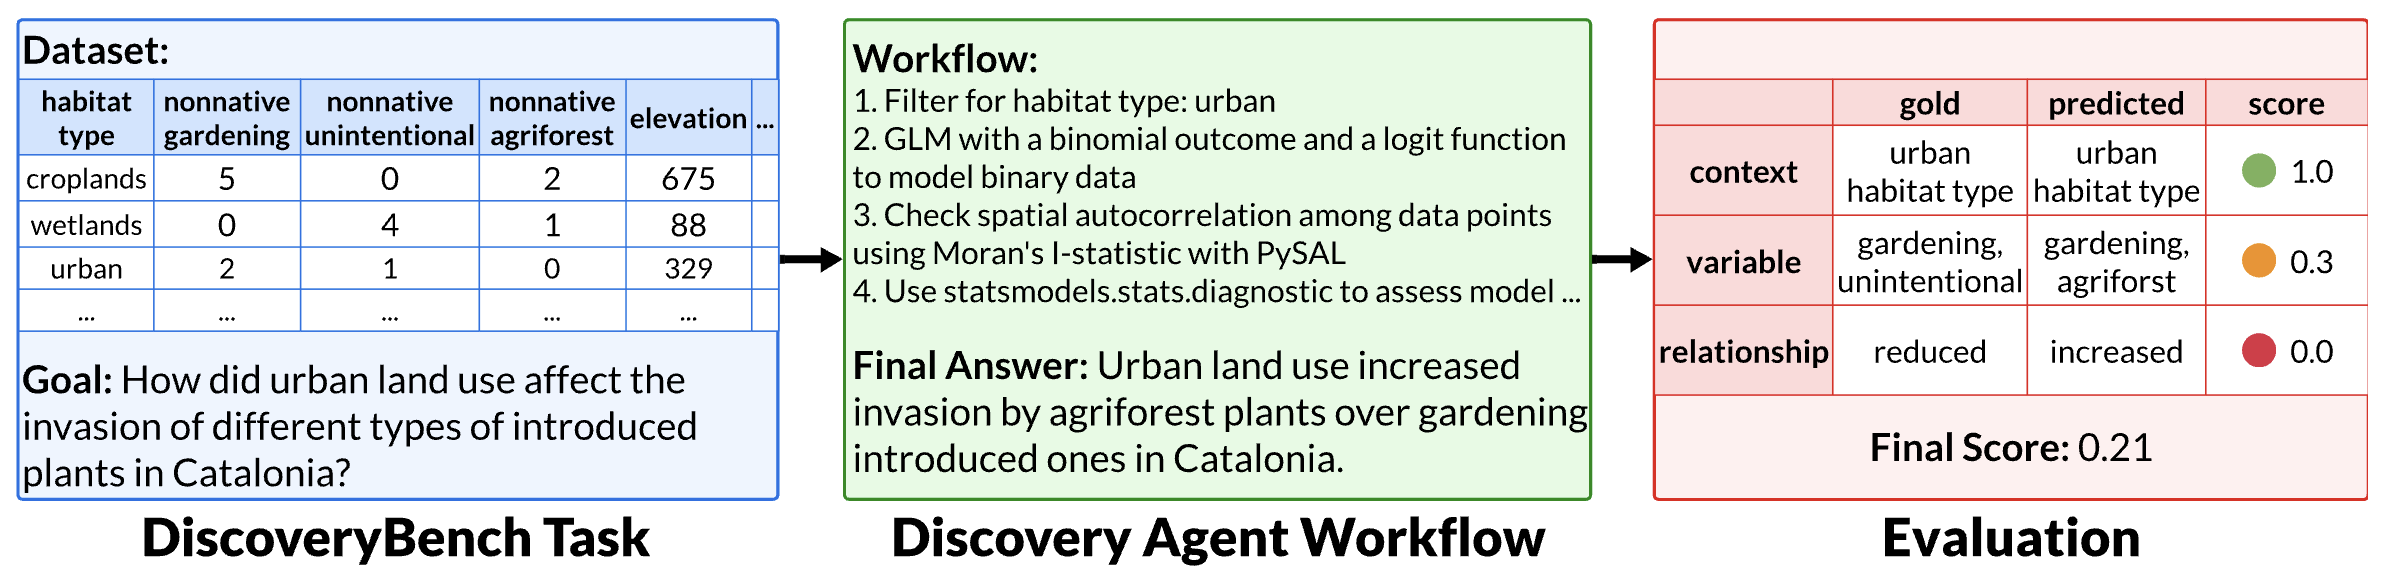 Dataset:
habitat type | nonnative gardening | nonnative unintentional | nonnative agriforest | elevation | ...
croplands | 5 | 0 | 2 | 675
wetlands | 0 | 4 | 1 | 88
urban | 2 | 1 | 0 | 329
... | ... | ... | ... | ...
Goal: How did urban land use affect the
invasion of different types of introduced
plants in Catalonia?
DiscoveryBench Task
Workflow:
1. Filter for habitat type: urban
2. GLM with a binomial outcome and a logit function
to model binary data
3. Check spatial autocorrelation among data points
using Moran's I-statistic with PySAL
4. Use statsmodels.stats.diagnostic to assess model ...
Final Answer: Urban land use increased
invasion by agriforest plants over gardening
introduced ones in Catalonia.
Discovery Agent Workflow
gold | predicted | score
context | urban habitat type | urban habitat type | 1.0
variable | gardening, unintentional | gardening, agriforst | 0.3
relationship | reduced | increased | 0.0
Final Score: 0.21
Evaluation